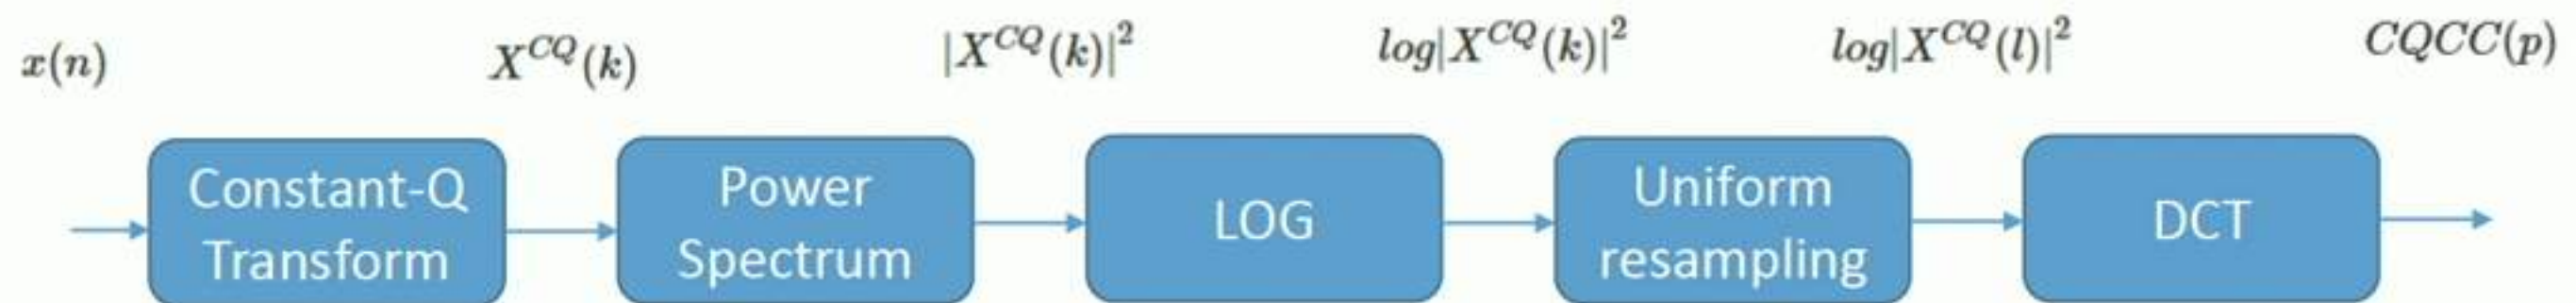 x(n) X^{CQ}(k) |X^{CQ}(k)|^2 log|X^{CQ}(k)|^2 log|X^{CQ}(l)|^2 CQCC(p)
Constant-Q
Transform
Power
Spectrum
LOG
Uniform
resampling
DCT